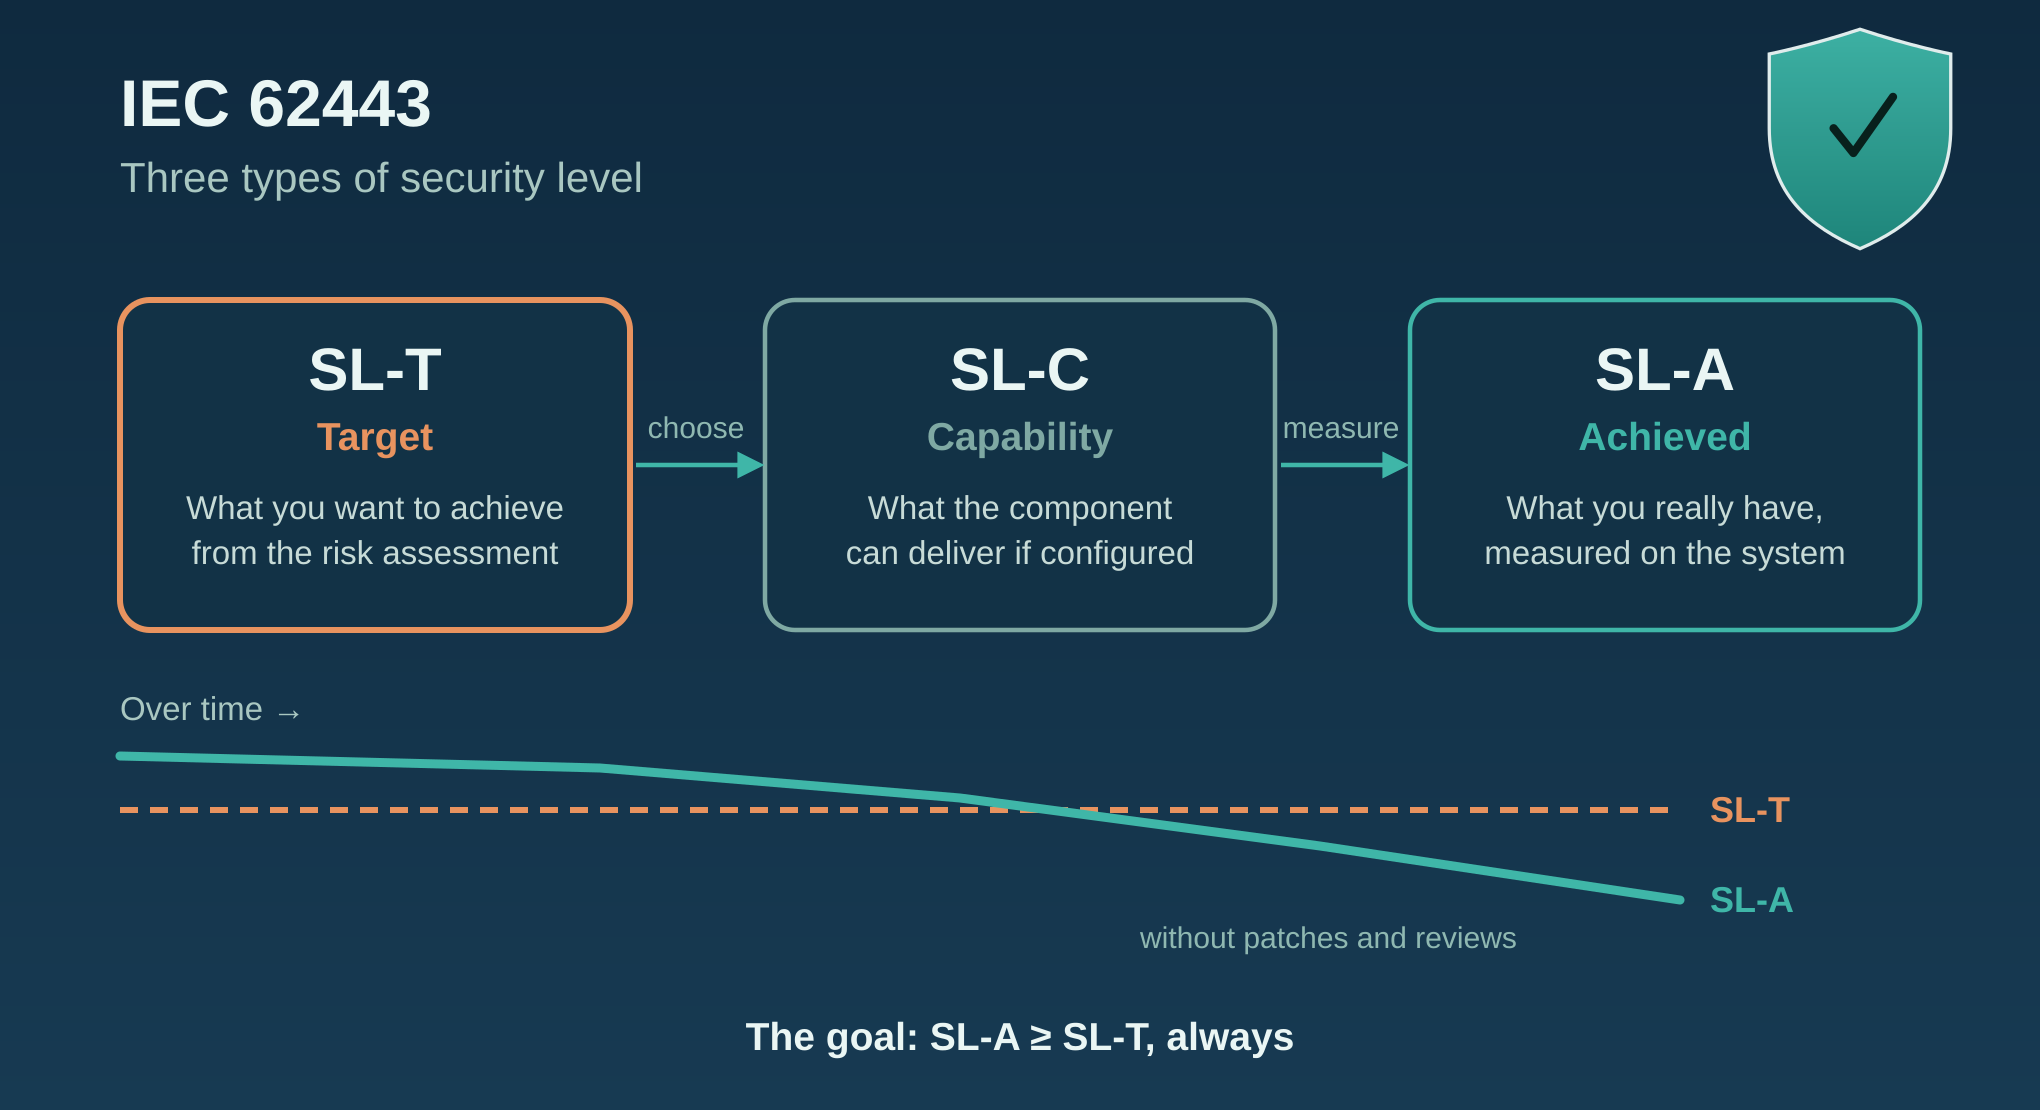 IEC 62443
Three types of security level
SL-T
Target
What you want to achieve
from the risk assessment
choose
SL-C
Capability
What the component
can deliver if configured
measure
SL-A
Achieved
What you really have,
measured on the system
Over time →
SL-T
SL-A
without patches and reviews
The goal: SL-A ≥ SL-T, always